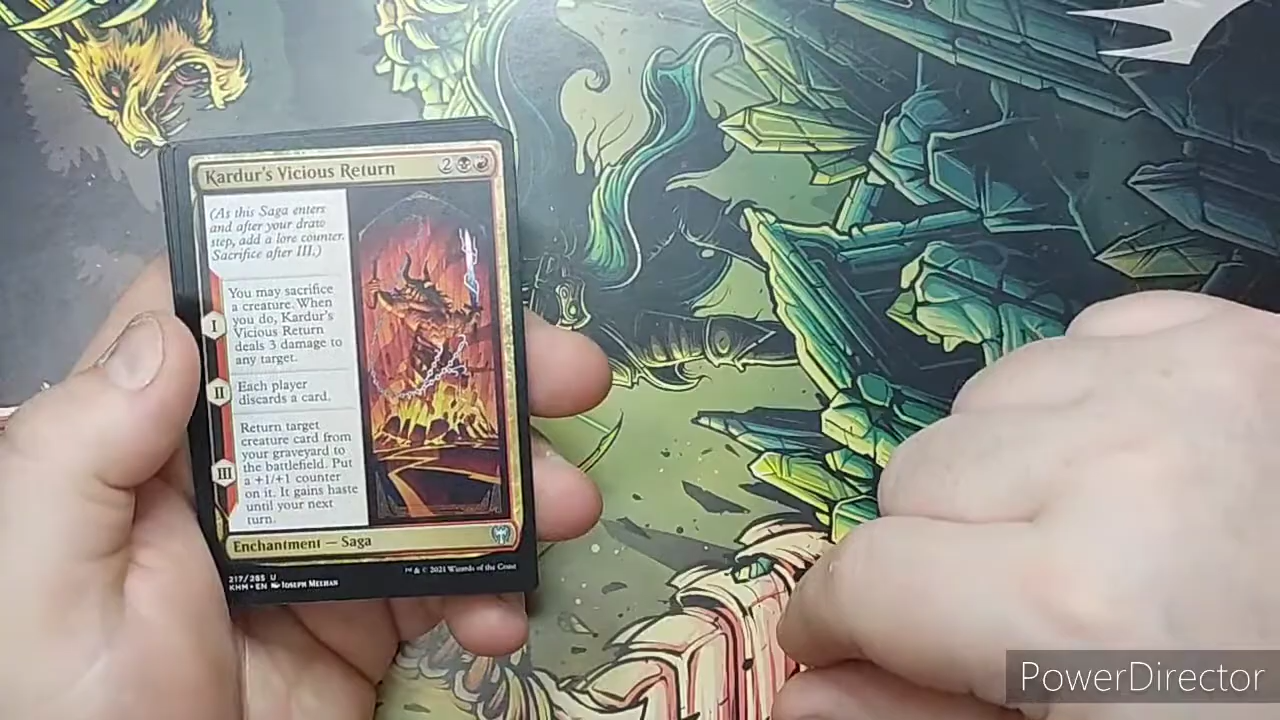 Kardur's Vicious Return 2
(As this Saga enters
and after your draw
step, add a lore counter.
Sacrifice after III.)
I
You may sacrifice
a creature. When
you do, Kardur's
Vicious Return
deals 3 damage to
any target.
II
Each player
discards a card.
III
Return target
creature card from
your graveyard to
the battlefield. Put
a +1/+1 counter
on it. It gains haste
until your next
turn.
Enchantment — Saga
217/285 U
KHM • EN Joseph Meehan
™ & © 2021 Wizards of the Coast
PowerDirector